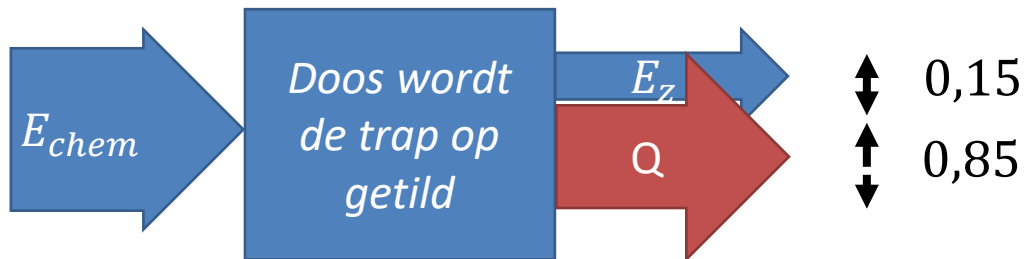 E_chem
Doos wordt
de trap op
getild
E_z
Q
0,15
0,85